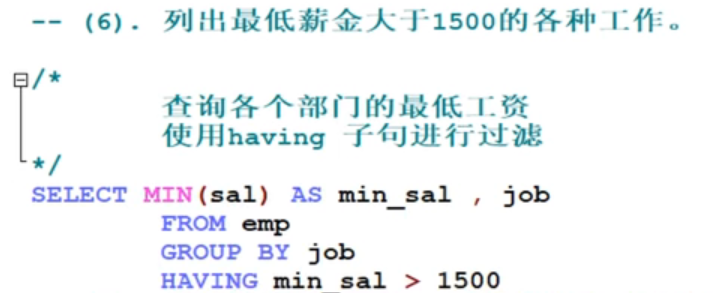 -- (6). 列出最低薪金大于1500的各种工作。
/*
查询各个部门的最低工资
使用having 子句进行过滤
*/
SELECT MIN(sal) AS min_sal , job
FROM emp
GROUP BY job
HAVING min_sal > 1500